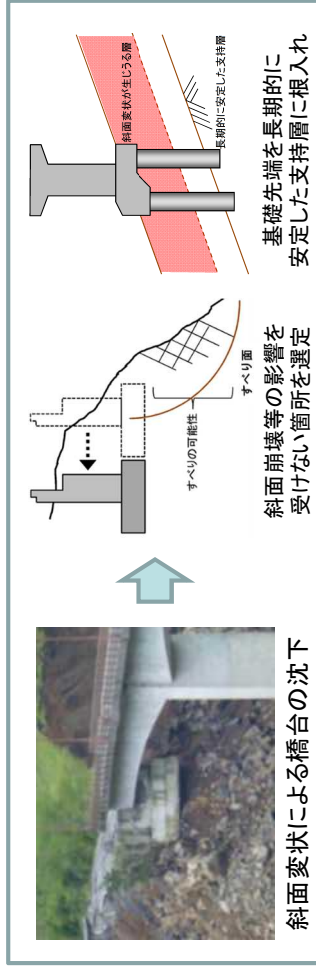 斜面変状による橋台の沈下
すべりの可能性
すべり面
斜面崩壊等の影響を
受けない箇所を選定
斜面変状が生じうる層
長期的に安定した支持層
基礎先端を長期的に
安定した支持層に根入れ